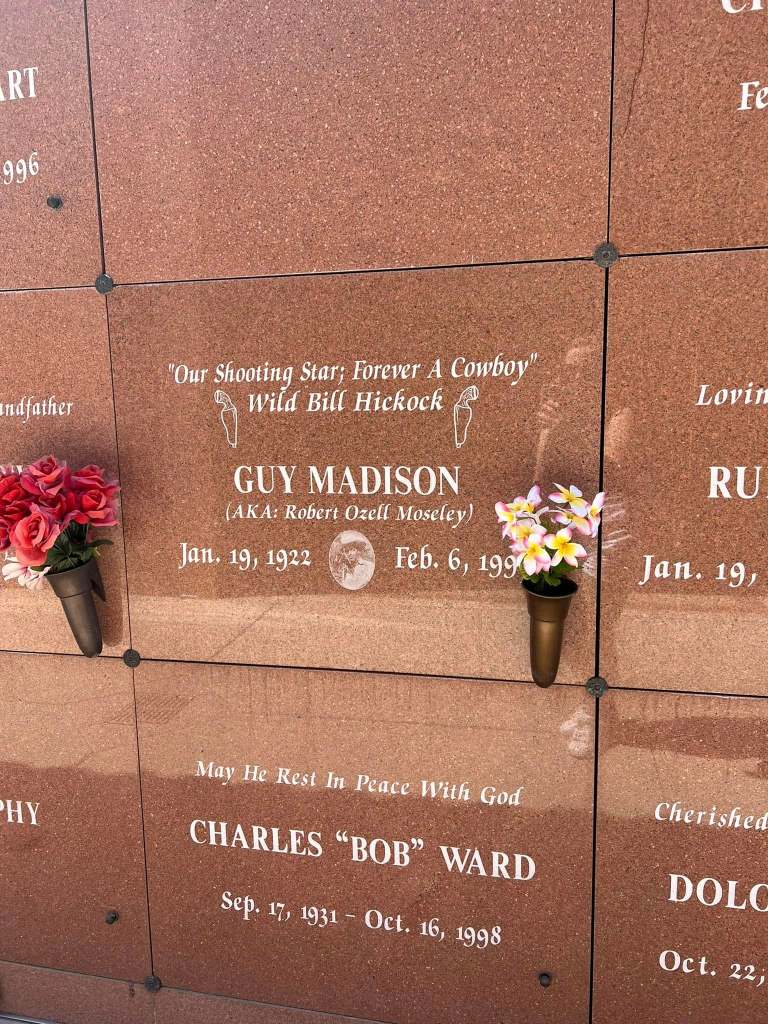 ART
1996
CH
Fe
andfather
"Our Shooting Star; Forever A Cowboy"
Wild Bill Hickock
GUY MADISON
(AKA: Robert Ozell Moseley)
Jan. 19, 1922 Feb. 6, 199
Lovin
RU
Jan. 19,
PHY
May He Rest In Peace With God
CHARLES “BOB” WARD
Sep. 17, 1931 - Oct. 16, 1998
Cherished
DOLO
Oct. 22,